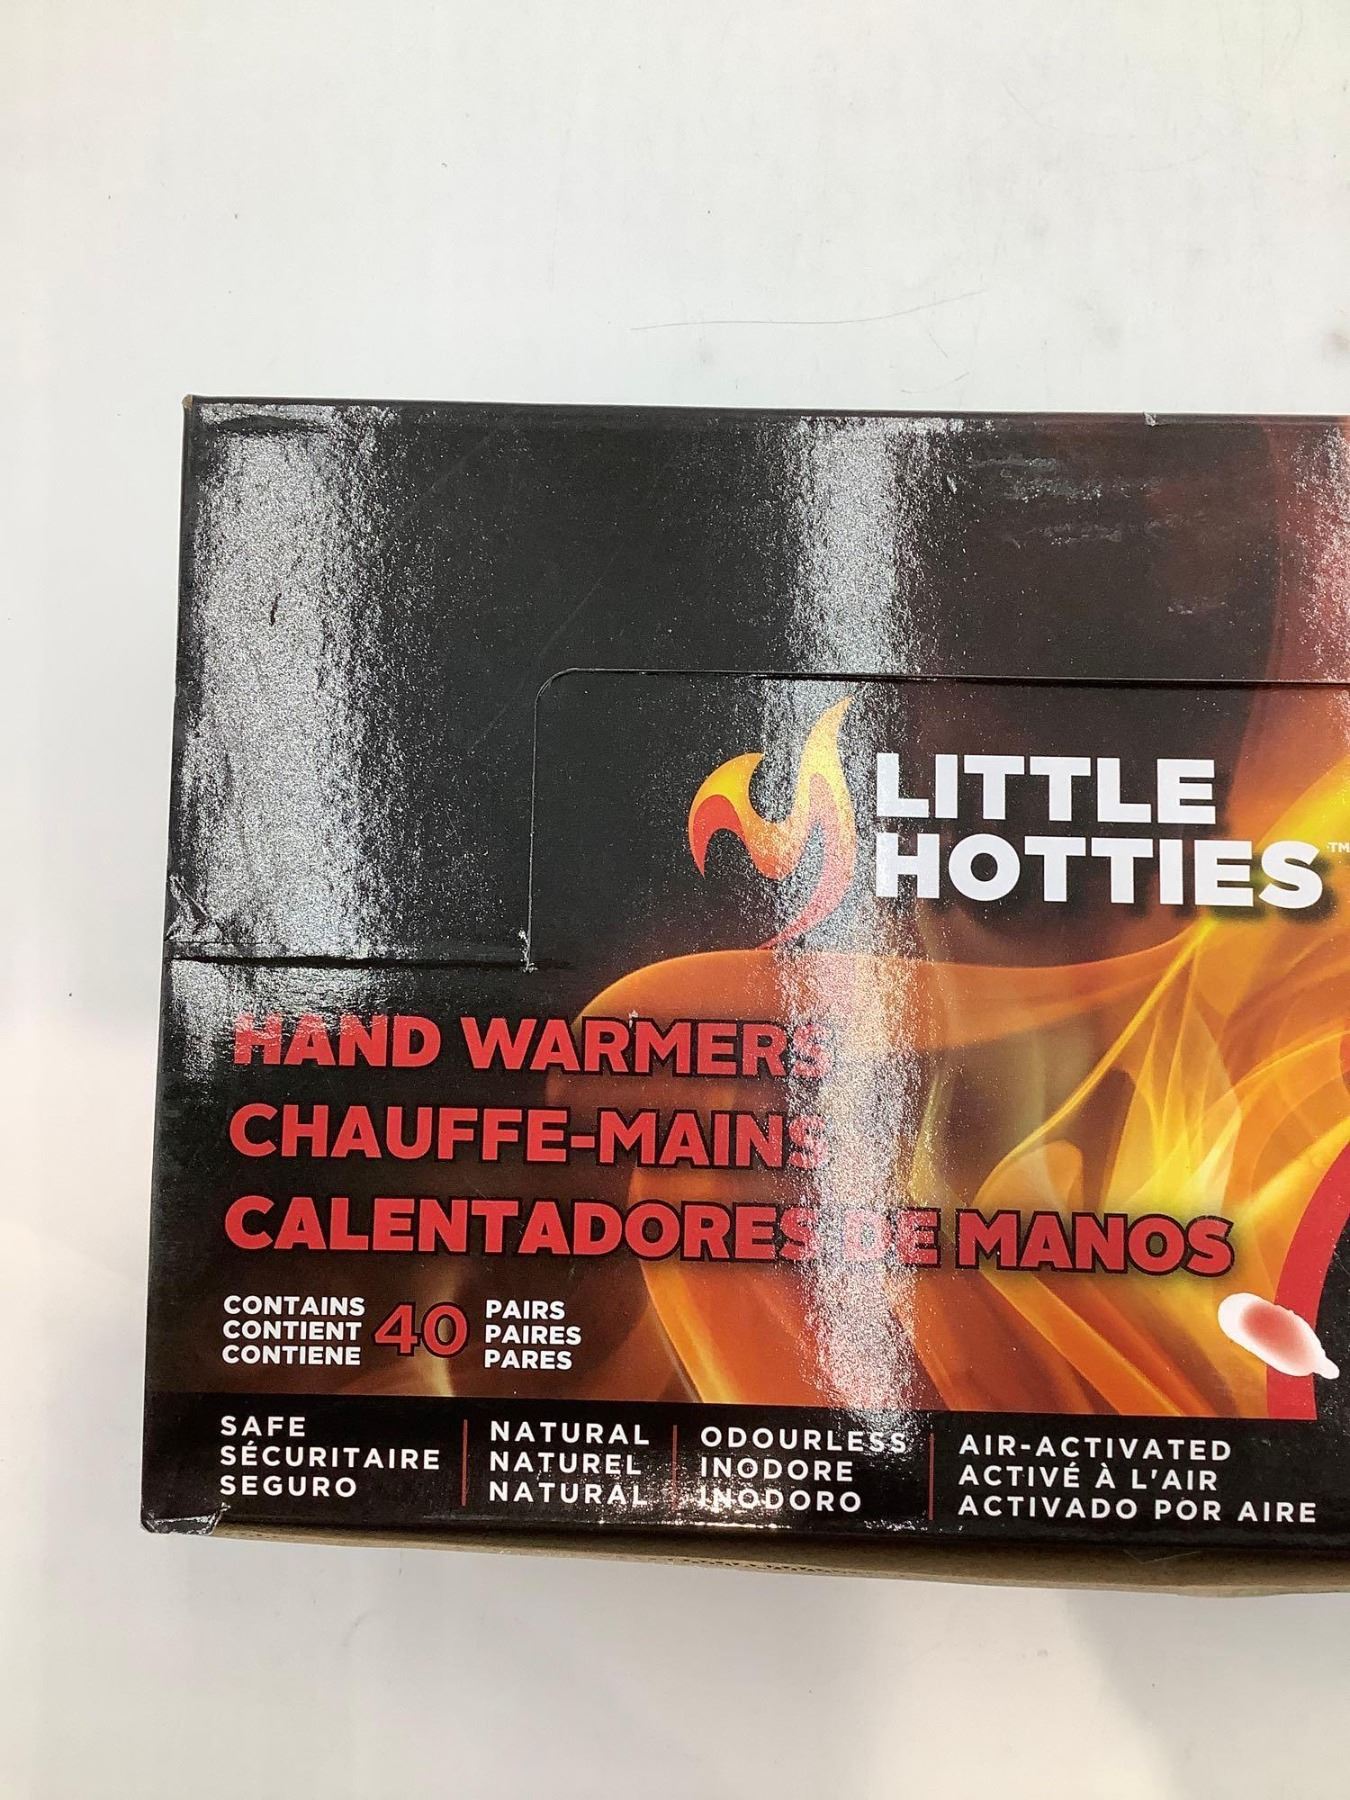 LITTLE
HOTTIES™
HAND WARMERS
CHAUFFE-MAINS
CALENTADORES DE MANOS
CONTAINS 40 PAIRS
CONTIENT PAIRES
CONTIENE PARES
SAFE
SÉCURITAIRE
SEGURO
NATURAL
NATUREL
NATURAL
ODOURLESS
INODORE
INODORO
AIR-ACTIVATED
ACTIVÉ À L'AIR
ACTIVADO POR AIRE